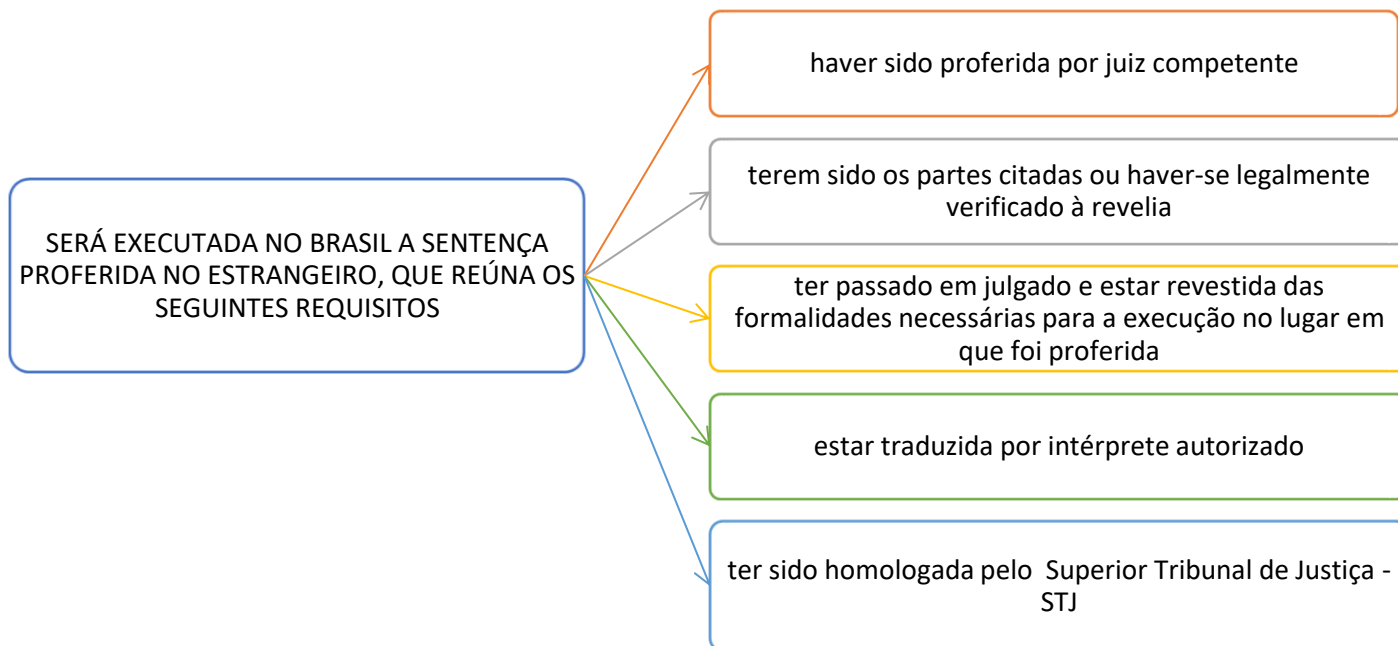 SERÁ EXECUTADA NO BRASIL A SENTENÇA
PROFERIDA NO ESTRANGEIRO, QUE REÚNA OS
SEGUINTES REQUISITOS
haver sido proferida por juiz competente
terem sido os partes citadas ou haver-se legalmente
verificado à revelia
ter passado em julgado e estar revestida das
formalidades necessárias para a execução no lugar em
que foi proferida
estar traduzida por intérprete autorizado
ter sido homologada pelo Superior Tribunal de Justiça -
STJ